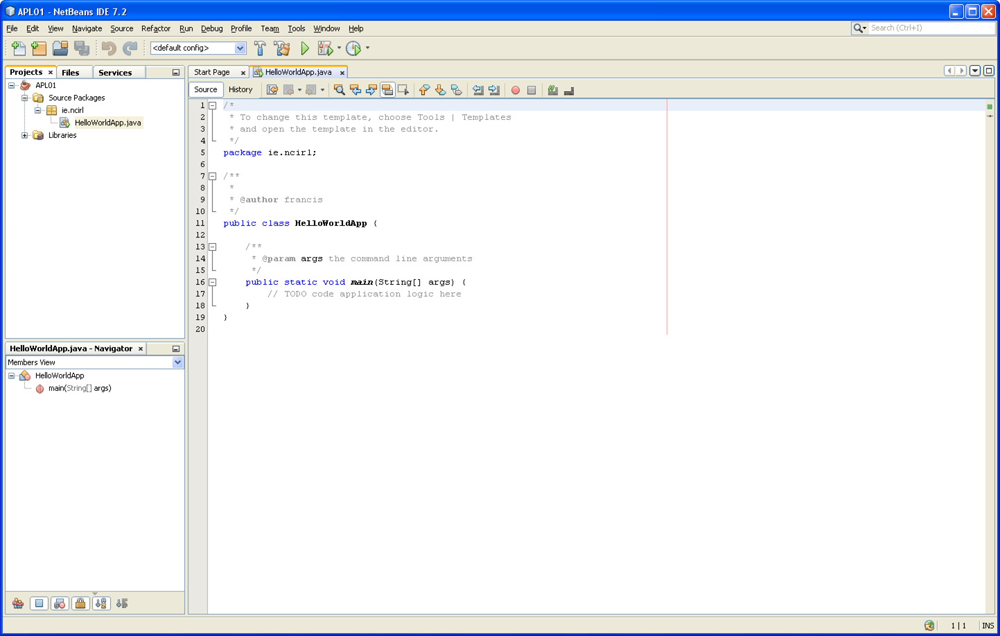 APL01 - NetBeans IDE 7.2
File Edit View Navigate Source Refactor Run Debug Profile Team Tools Window Help
Search (Ctrl+I)
<default config>
Projects Files Services
APL01
Source Packages
ie.ncirl
HelloWorldApp.java
Libraries
HelloWorldApp.java - Navigator
Members View
HelloWorldApp
main(String[] args)
Start Page HelloWorldApp.java
Source History
1 /*
2  * To change this template, choose Tools | Templates
3  * and open the template in the editor.
4  */
5 package ie.ncirl;
6
7 /**
8  *
9  * @author francis
10  */
11 public class HelloWorldApp {
12
13     /**
14      * @param args the command line arguments
15      */
16     public static void main(String[] args) {
17         // TODO code application logic here
18     }
19 }
20
1 | 1 INS